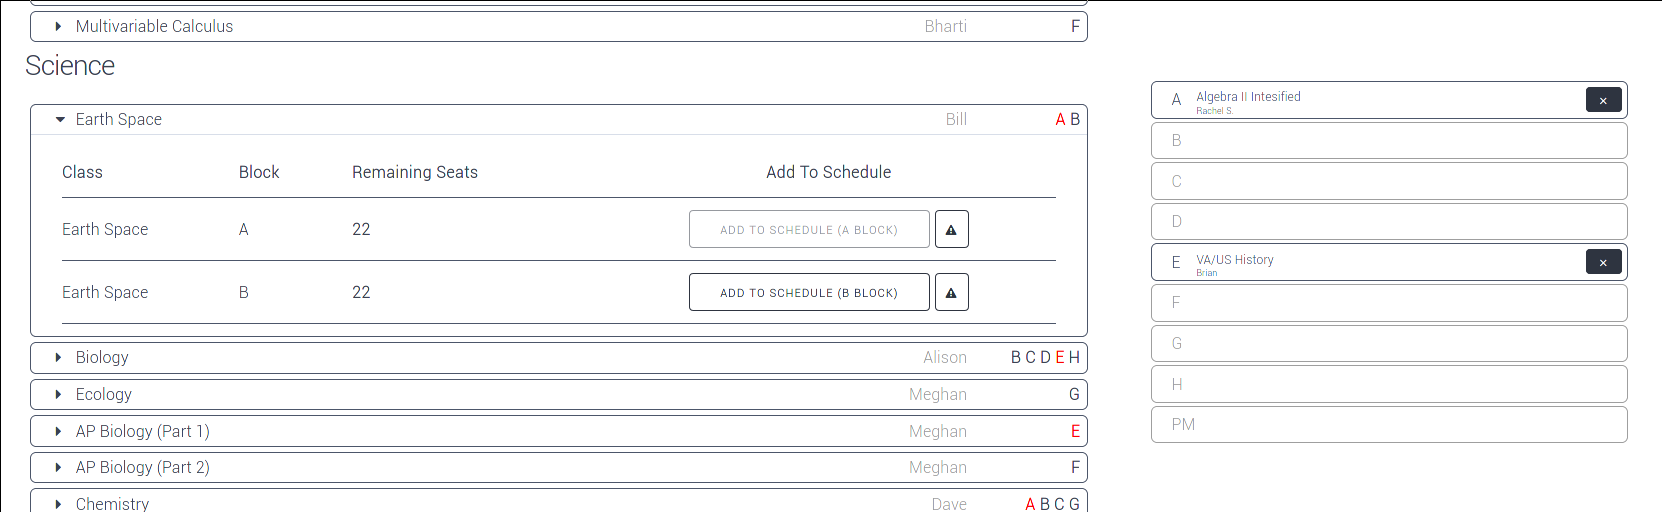 Multivariable Calculus Bharti F
Science
Earth Space Bill A B
Class Block Remaining Seats Add To Schedule
Earth Space A 22 ADD TO SCHEDULE (A BLOCK)
Earth Space B 22 ADD TO SCHEDULE (B BLOCK)
Biology Alison B C D E H
Ecology Meghan G
AP Biology (Part 1) Meghan E
AP Biology (Part 2) Meghan F
Chemistry Dave A B C G
A Algebra II Intesified ×
Rachel S.
B
C
D
E VA/US History ×
Brian
F
G
H
PM